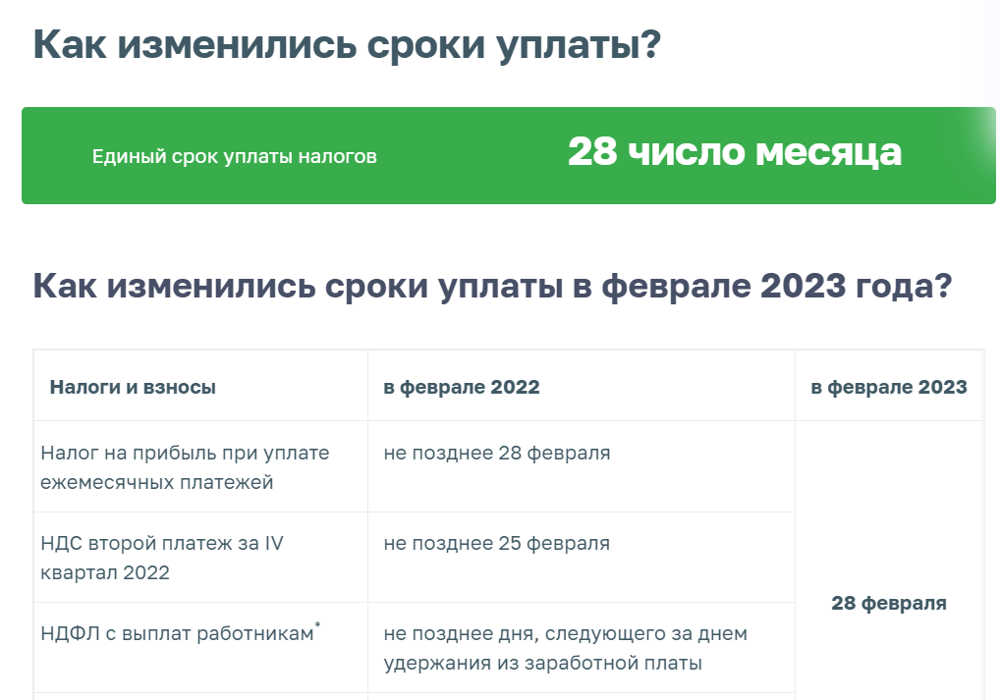 Как изменились сроки уплаты?
Единый срок уплаты налогов
28 число месяца
Как изменились сроки уплаты в феврале 2023 года?
Налоги и взносы
в феврале 2022
в феврале 2023
Налог на прибыль при уплате
ежемесячных платежей
не позднее 28 февраля
НДС второй платеж за IV
квартал 2022
не позднее 25 февраля
НДФЛ с выплат работникам*
не позднее дня, следующего за днем
удержания из заработной платы
28 февраля